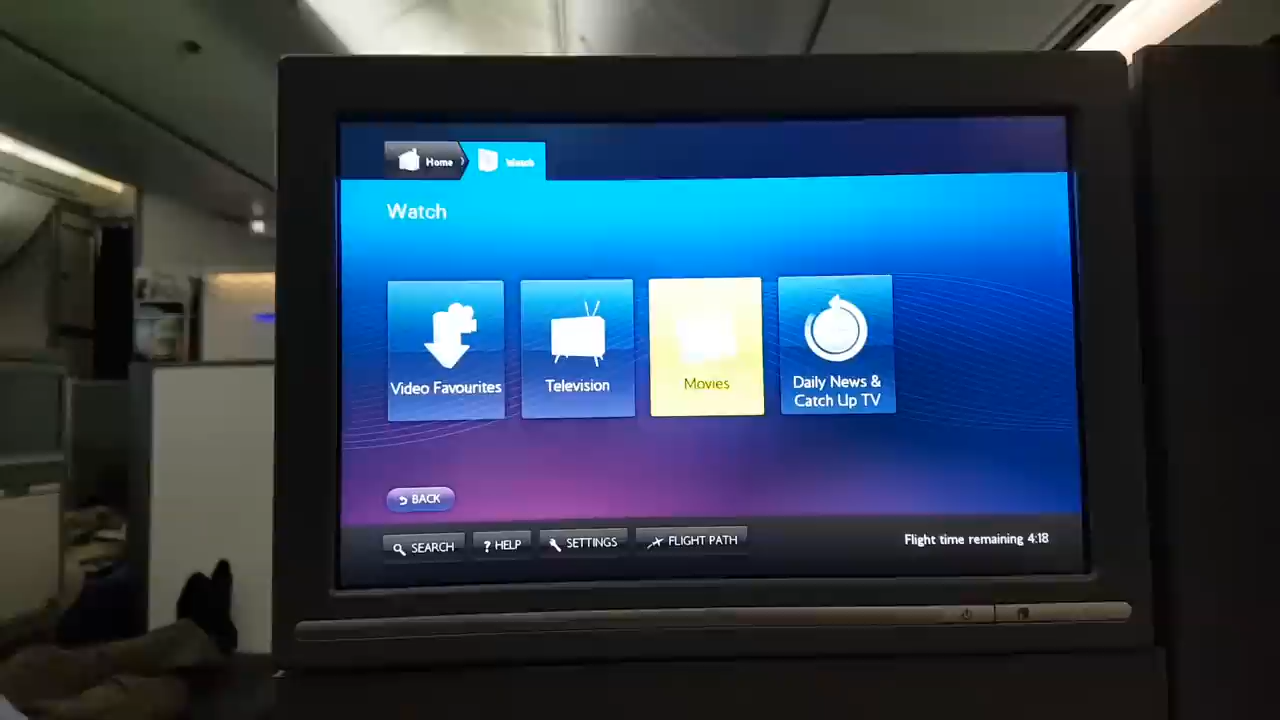 Home
Watch
Watch
Video Favourites
Television
Movies
Daily News &
Catch Up TV
BACK
SEARCH
? HELP
SETTINGS
FLIGHT PATH
Flight time remaining 4:18